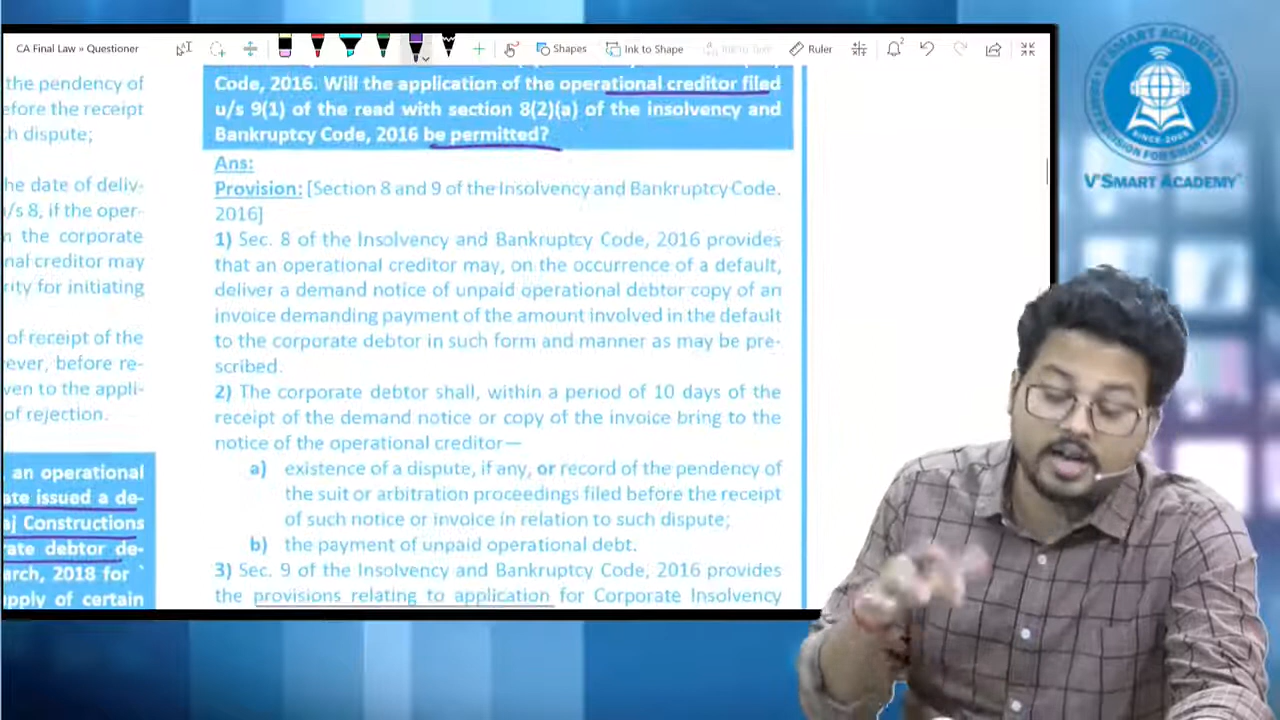 CA Final Law » Questioner
Shapes
Ink to Shape
Ruler
the pendency of
efore the receipt
h dispute;
he date of deliv-
/s 8, if the oper-
n the corporate
nal creditor may
rity for initiating
of receipt of the
ever, before re-
ven to the appli-
of rejection.
an operational
ate issued a de-
aj Constructions
rate debtor de-
arch, 2018 for `
upply of certain
Code, 2016. Will the application of the operational creditor filed
u/s 9(1) of the read with section 8(2)(a) of the insolvency and
Bankruptcy Code, 2016 be permitted?
Ans:
Provision: [Section 8 and 9 of the Insolvency and Bankruptcy Code.
2016]
1) Sec. 8 of the Insolvency and Bankruptcy Code, 2016 provides
that an operational creditor may, on the occurrence of a default,
deliver a demand notice of unpaid operational debtor copy of an
invoice demanding payment of the amount involved in the default
to the corporate debtor in such form and manner as may be pre-
scribed.
2) The corporate debtor shall, within a period of 10 days of the
receipt of the demand notice or copy of the invoice bring to the
notice of the operational creditor—
a) existence of a dispute, if any, or record of the pendency of
the suit or arbitration proceedings filed before the receipt
of such notice or invoice in relation to such dispute;
b) the payment of unpaid operational debt.
3) Sec. 9 of the Insolvency and Bankruptcy Code, 2016 provides
the provisions relating to application for Corporate Insolvency
V'SMART ACADEMY
SINCE-2008
V'SMART ACADEMY